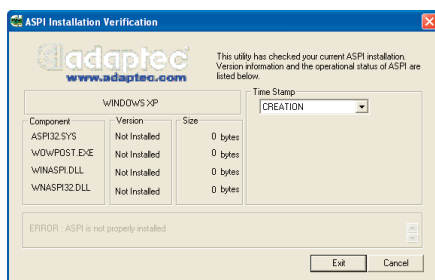 ASPI Installation Verification
adaptec
www.adaptec.com
This utility has checked your current ASPI installation.
Version information and the operational status of ASPI are
listed below.
WINDOWS XP
Time Stamp
CREATION
Component Version Size
ASPI32.SYS Not Installed 0 bytes
WOWPOST.EXE Not Installed 0 bytes
WINASPI.DLL Not Installed 0 bytes
WNASPI32.DLL Not Installed 0 bytes
ERROR : ASPI is not properly installed
Exit Cancel